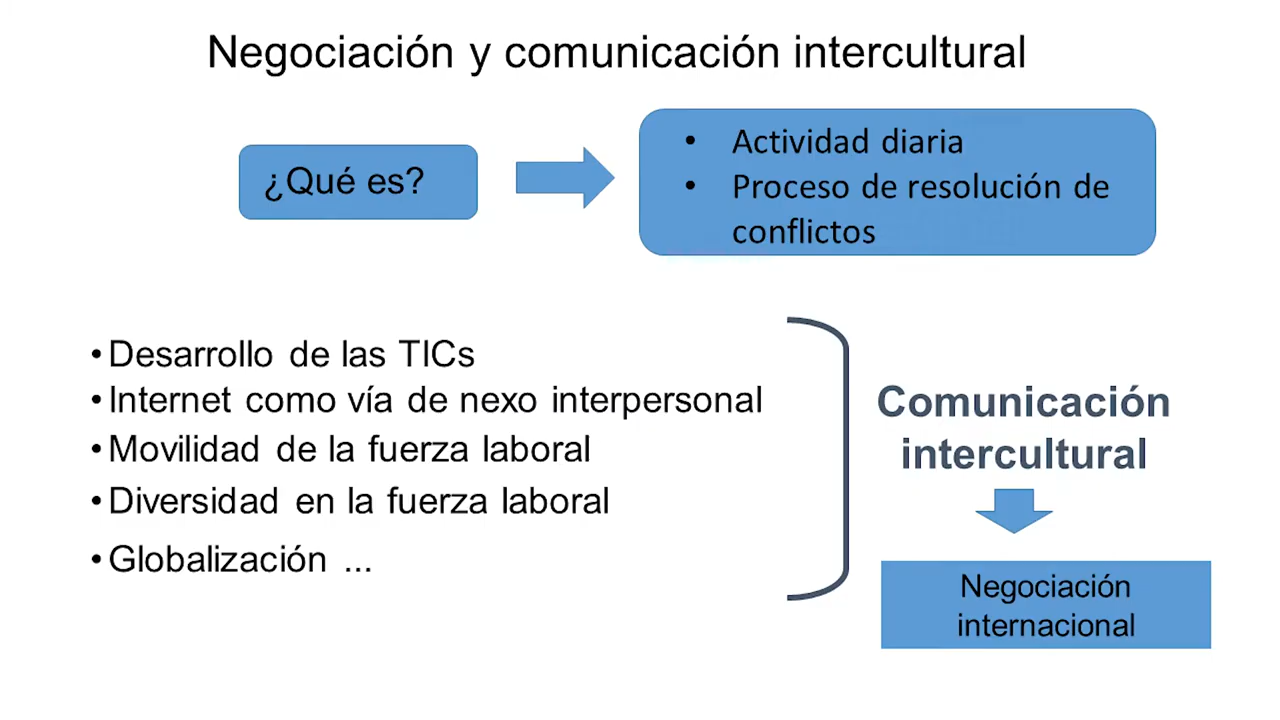 Negociación y comunicación intercultural
¿Qué es?
• Actividad diaria
• Proceso de resolución de
conflictos
• Desarrollo de las TICs
• Internet como vía de nexo interpersonal
• Movilidad de la fuerza laboral
• Diversidad en la fuerza laboral
• Globalización ...
Comunicación
intercultural
Negociación
internacional